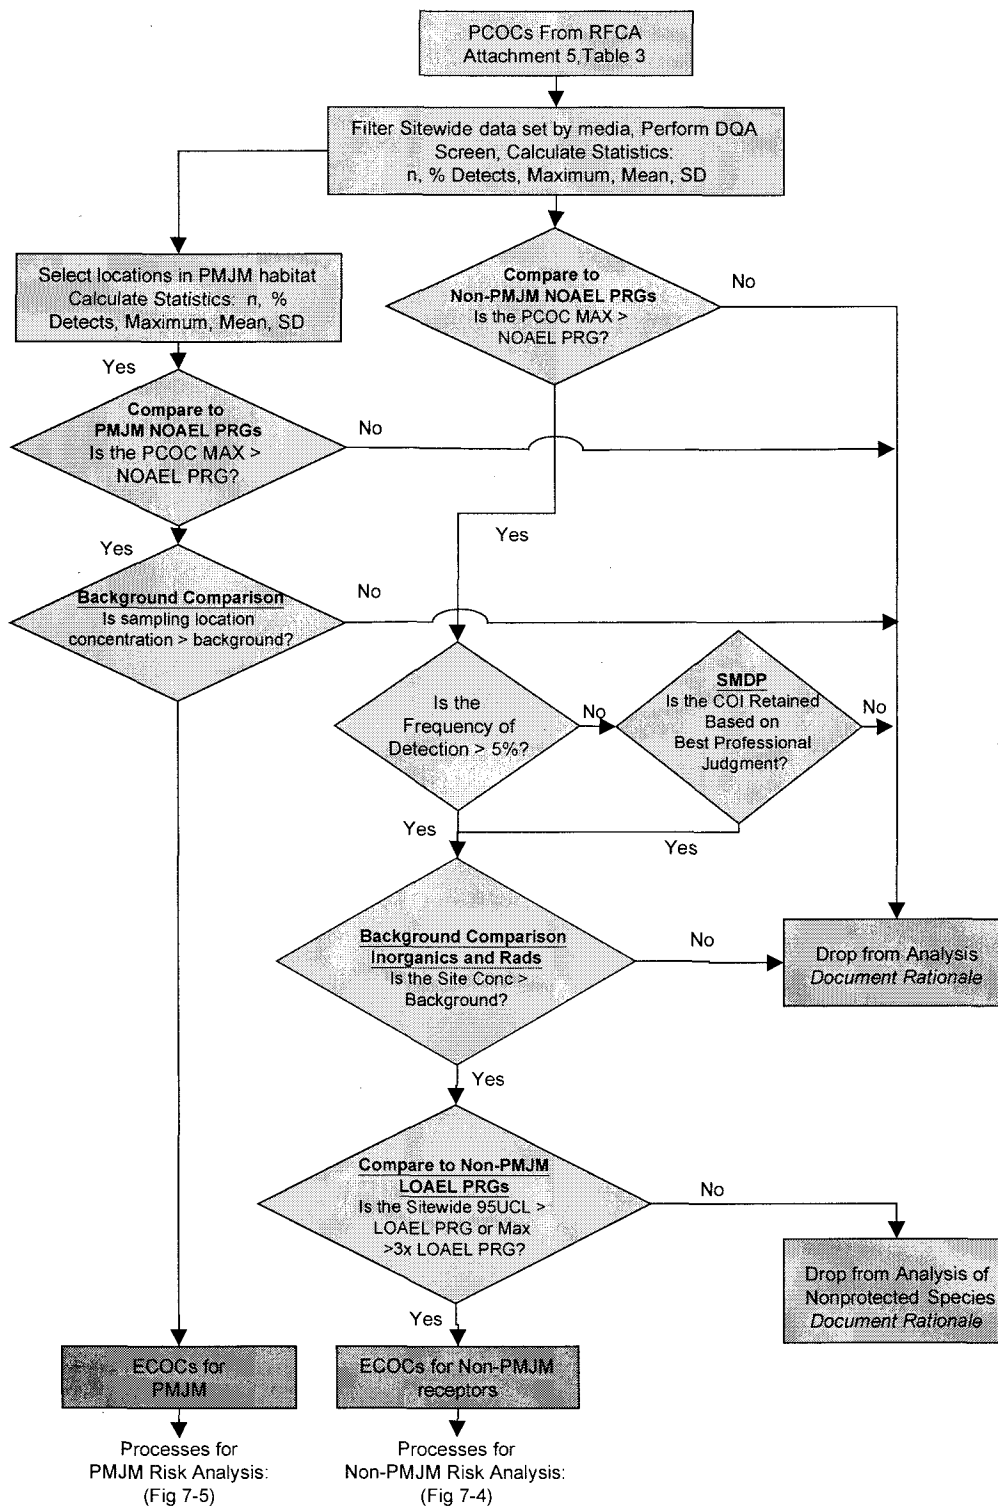 PCOCs From RFCA
Attachment 5,Table 3
Filter Sitewide data set by media, Perform DQA
Screen, Calculate Statistics:
n, % Detects, Maximum, Mean, SD
Select locations in PMJM habitat
Calculate Statistics: n, %
Detects, Maximum, Mean, SD
Compare to
Non-PMJM NOAEL PRGs
Is the PCOC MAX >
NOAEL PRG?
No
Yes
Compare to
PMJM NOAEL PRGs
Is the PCOC MAX >
NOAEL PRG?
No
Yes
Yes
Background Comparison
Is sampling location
concentration > background?
No
Is the
Frequency of
Detection > 5%?
No
SMDP
Is the COI Retained
Based on
Best Professional
Judgment?
No
Yes
Yes
Background Comparison
Inorganics and Rads
Is the Site Conc >
Background?
No
Drop from Analysis
Document Rationale
Yes
Compare to Non-PMJM
LOAEL PRGs
Is the Sitewide 95UCL >
LOAEL PRG or Max
>3x LOAEL PRG?
No
Drop from Analysis of
Nonprotected Species
Document Rationale
Yes
ECOCs for
PMJM
ECOCs for Non-PMJM
receptors
Processes for
PMJM Risk Analysis:
(Fig 7-5)
Processes for
Non-PMJM Risk Analysis:
(Fig 7-4)